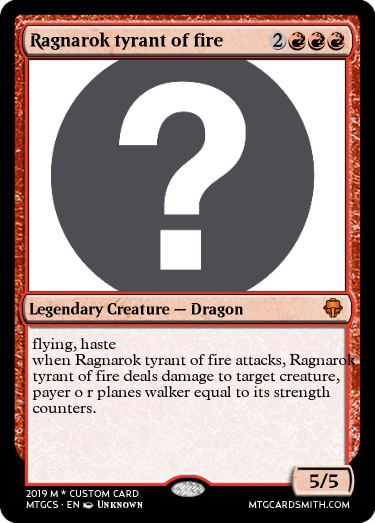 Ragnarok tyrant of fire 2
?
Legendary Creature — Dragon
flying, haste
when Ragnarok tyrant of fire attacks, Ragnarok
tyrant of fire deals damage to target creature,
payer o r planes walker equal to its strength
counters.
5/5
2019 M * CUSTOM CARD
MTGCS · EN Unknown
MTGCARDSMITH.COM